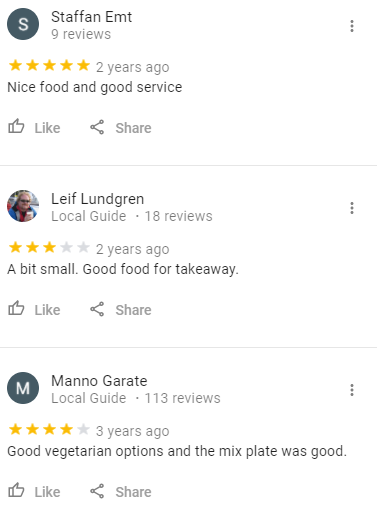 S
Staffan Emt
9 reviews
2 years ago
Nice food and good service
Like
Share
Leif Lundgren
Local Guide · 18 reviews
2 years ago
A bit small. Good food for takeaway.
Like
Share
M
Manno Garate
Local Guide · 113 reviews
3 years ago
Good vegetarian options and the mix plate was good.
Like
Share